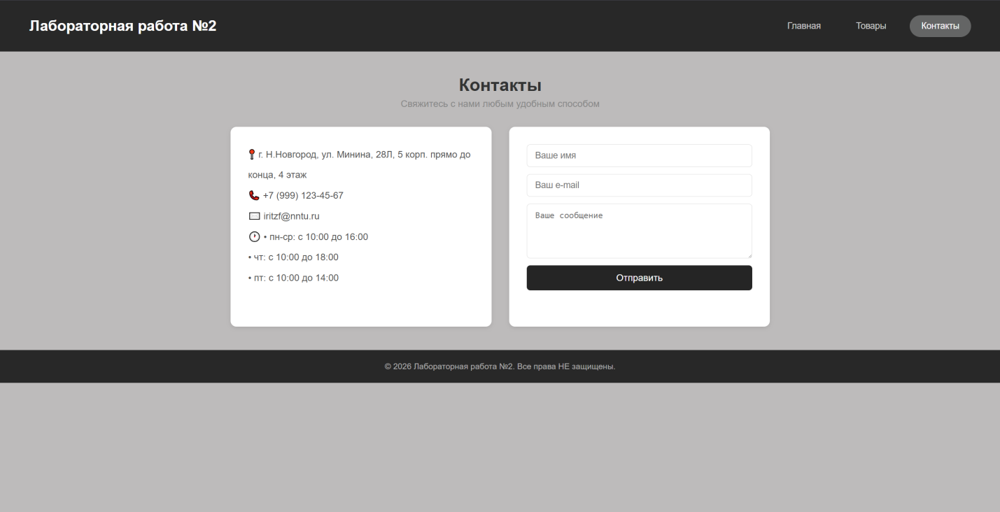 Лабораторная работа №2
Главная
Товары
Контакты
Контакты
Свяжитесь с нами любым удобным способом
📍 г. Н.Новгород, ул. Минина, 28Л, 5 корп. прямо до
конца, 4 этаж
📞 +7 (999) 123-45-67
✉️ iritzf@nntu.ru
🕐 • пн-ср: с 10:00 до 16:00
• чт: с 10:00 до 18:00
• пт: с 10:00 до 14:00
Ваше имя
Ваш e-mail
Ваше сообщение
Отправить
© 2026 Лабораторная работа №2. Все права НЕ защищены.